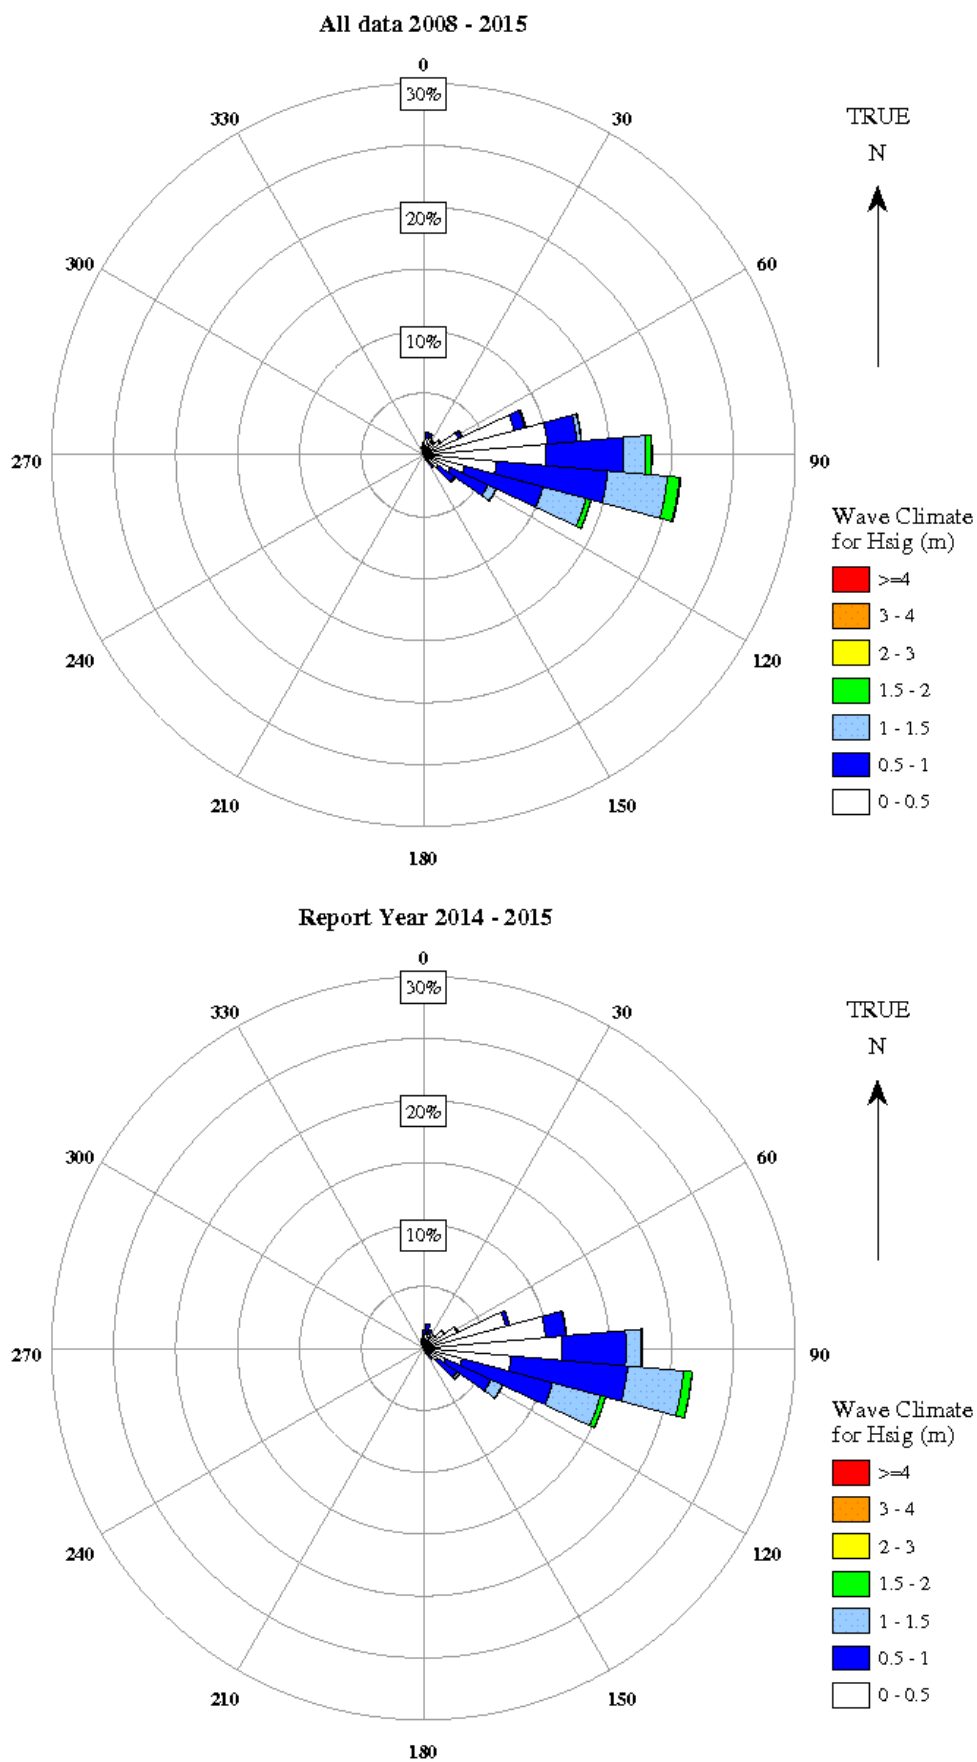 All data 2008 - 2015
0
30%
330
30
TRUE
N
20%
300
60
10%
270
90
Wave Climate
for Hsig (m)
>=4
3 - 4
2 - 3
1.5 - 2
1 - 1.5
0.5 - 1
0 - 0.5
240
120
210
150
180
Report Year 2014 - 2015
0
30%
330
30
TRUE
N
20%
300
60
10%
270
90
Wave Climate
for Hsig (m)
>=4
3 - 4
2 - 3
1.5 - 2
1 - 1.5
0.5 - 1
0 - 0.5
240
120
210
150
180